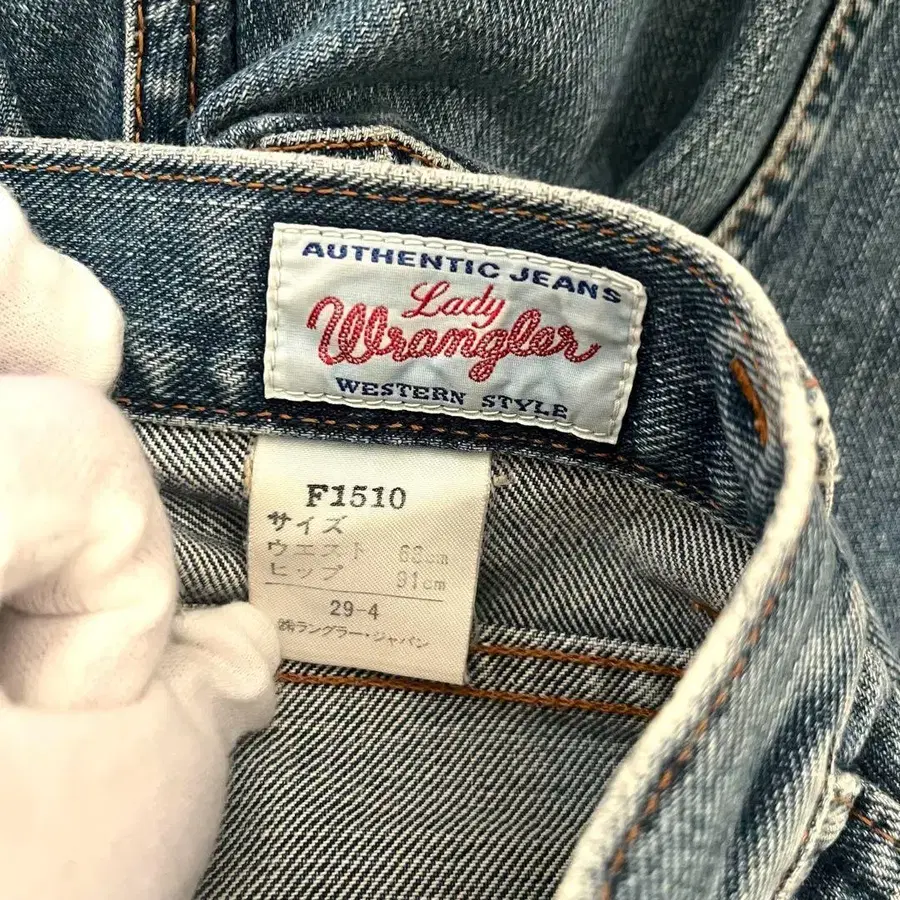 AUTHENTIC JEANS
Lady
Wrangler
WESTERN STYLE
F1510
サイズ
ウエスト
ヒップ 91cm
29-4
㈱ラングラー・ジャパン